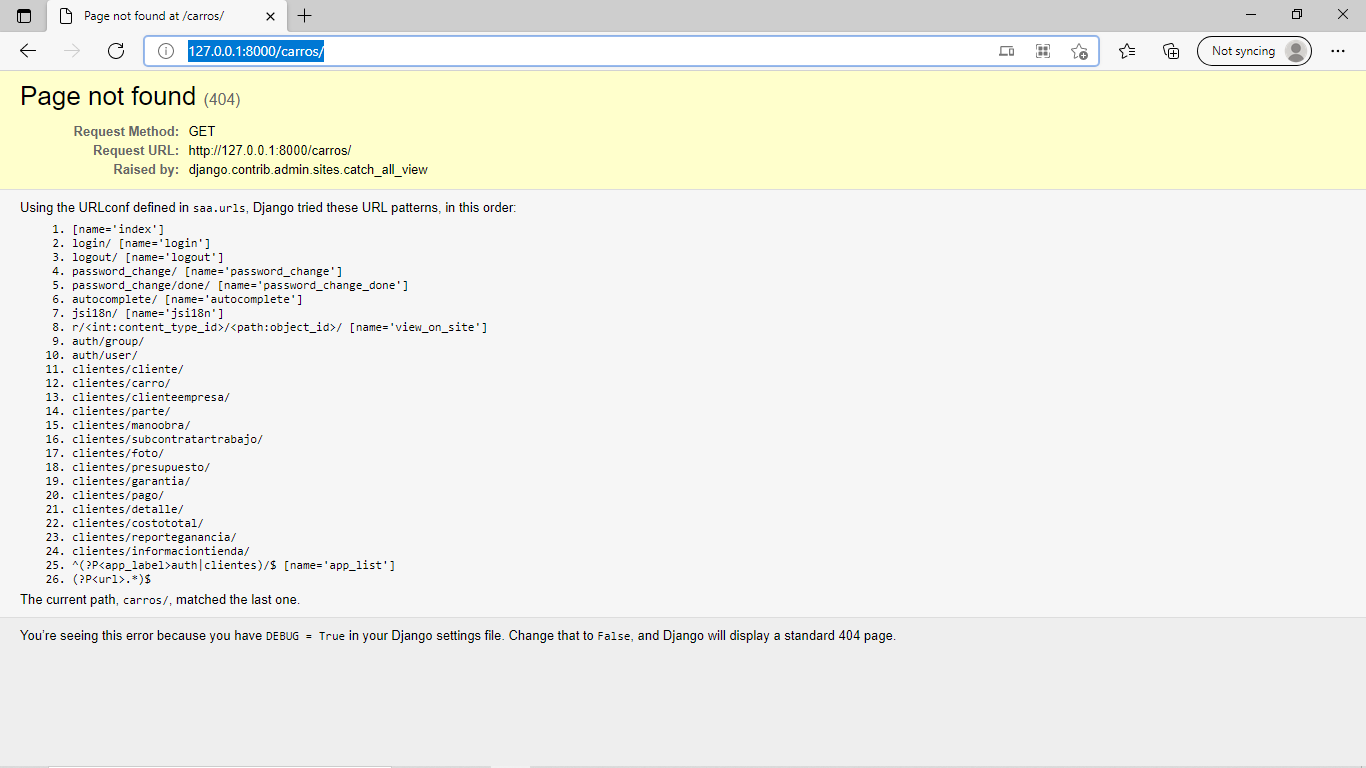 Page not found at /carros/
127.0.0.1:8000/carros/
Not syncing
Page not found (404)
Request Method: GET
Request URL: http://127.0.0.1:8000/carros/
Raised by: django.contrib.admin.sites.catch_all_view
Using the URLconf defined in saa.urls, Django tried these URL patterns, in this order:
1. [name='index']
2. login/ [name='login']
3. logout/ [name='logout']
4. password_change/ [name='password_change']
5. password_change/done/ [name='password_change_done']
6. autocomplete/ [name='autocomplete']
7. jsi18n/ [name='jsi18n']
8. r/<int:content_type_id>/<path:object_id>/ [name='view_on_site']
9. auth/group/
10. auth/user/
11. clientes/cliente/
12. clientes/carro/
13. clientes/clienteempresa/
14. clientes/parte/
15. clientes/manoobra/
16. clientes/subcontratartrabajo/
17. clientes/foto/
18. clientes/presupuesto/
19. clientes/garantia/
20. clientes/pago/
21. clientes/detalle/
22. clientes/costototal/
23. clientes/reporteganancia/
24. clientes/informaciontienda/
25. ^(?P<app_label>auth|clientes)/$ [name='app_list']
26. (?P<url>.*)$
The current path, carros/, matched the last one.
You're seeing this error because you have DEBUG = True in your Django settings file. Change that to False, and Django will display a standard 404 page.